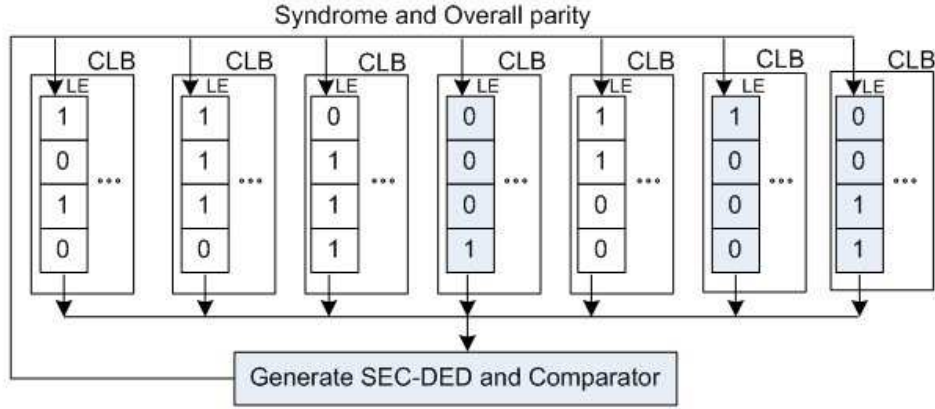 Syndrome and Overall parity
CLB CLB CLB CLB CLB CLB CLB
LE LE LE LE LE LE LE
1 1 0 0 1 1 0
0 1 1 0 1 0 0
... ... ... ... ... ... ...
1 1 1 0 0 0 1
0 0 1 1 0 0 1
Generate SEC-DED and Comparator